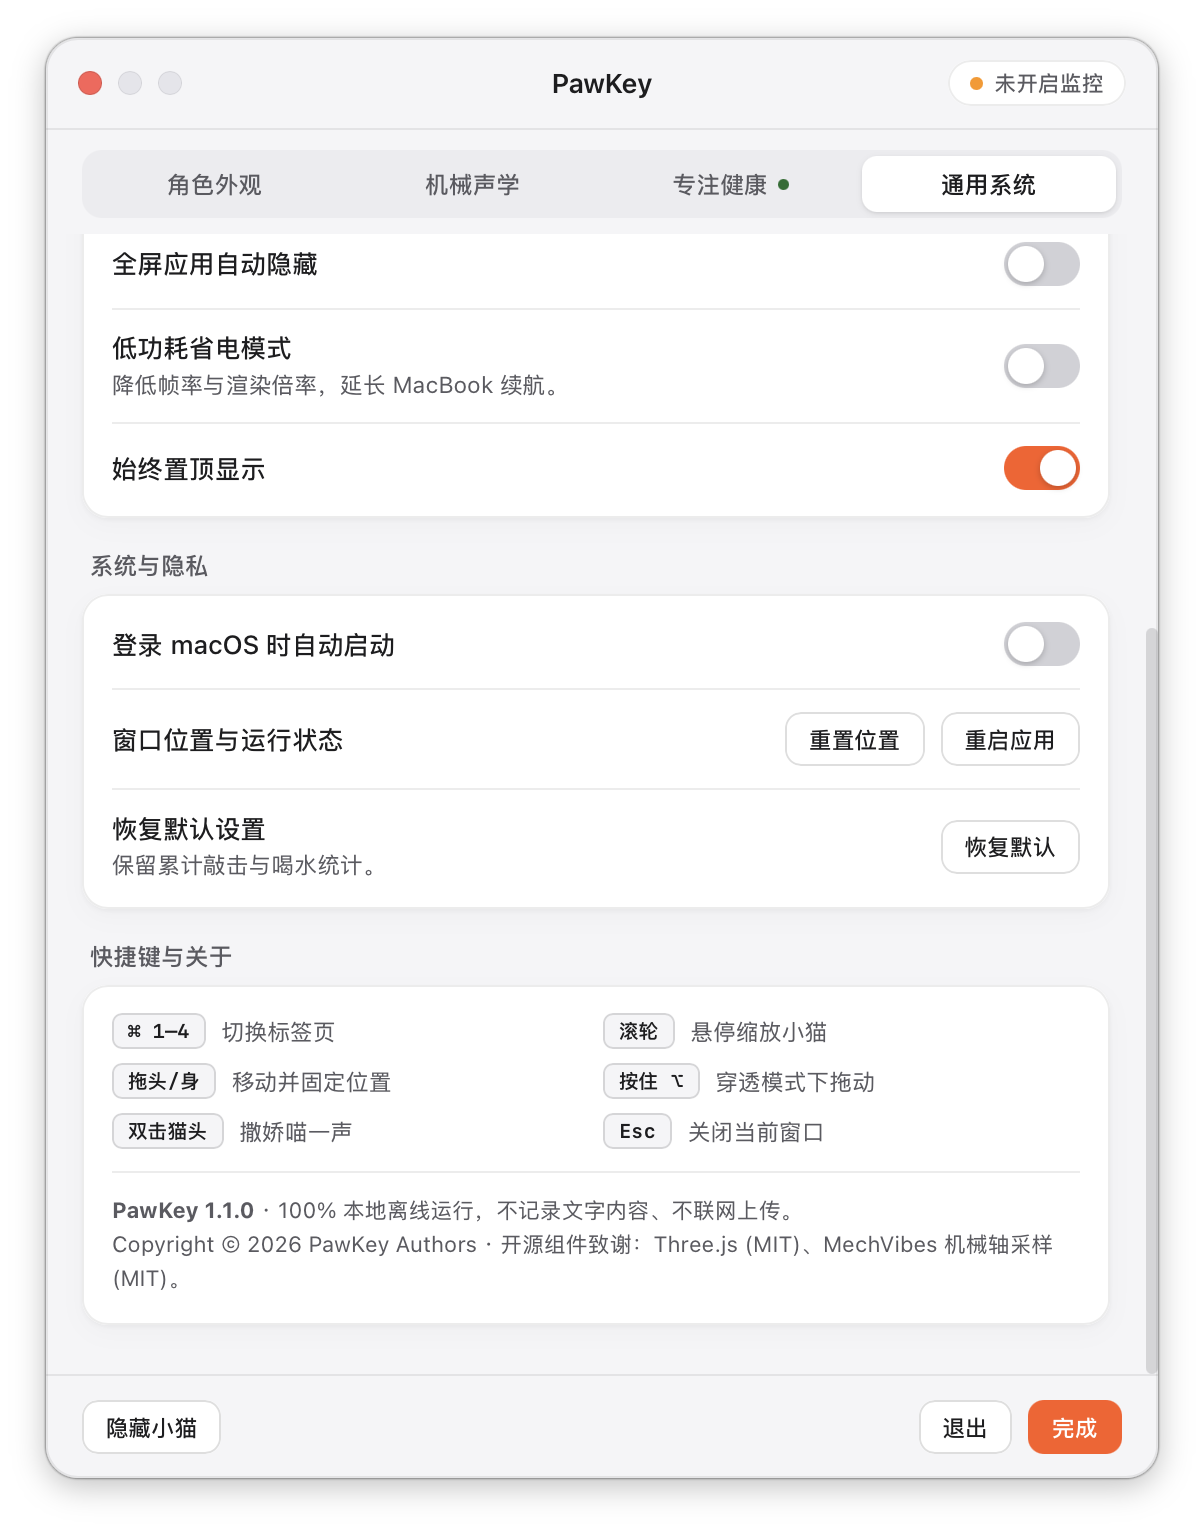 PawKey
未开启监控
角色外观
机械声学
专注健康
通用系统
全屏应用自动隐藏
低功耗省电模式
降低帧率与渲染倍率，延长 MacBook 续航。
始终置顶显示
系统与隐私
登录 macOS 时自动启动
窗口位置与运行状态
重置位置
重启应用
恢复默认设置
保留累计敲击与喝水统计。
恢复默认
快捷键与关于
⌘ 1–4 切换标签页
滚轮 悬停缩放小猫
拖头/身 移动并固定位置
按住 ⌥ 穿透模式下拖动
双击猫头 撒娇喵一声
Esc 关闭当前窗口
PawKey 1.1.0 · 100% 本地离线运行，不记录文字内容、不联网上传。
Copyright © 2026 PawKey Authors · 开源组件致谢：Three.js (MIT)、MechVibes 机械轴采样
(MIT)。
隐藏小猫
退出
完成